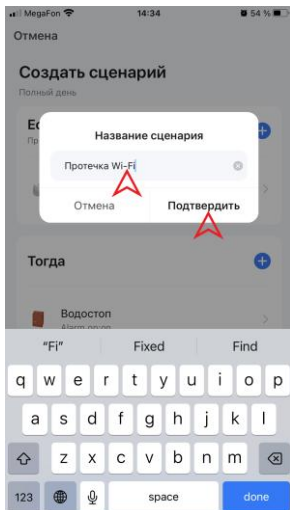 MegaFon 14:34 54 %
Отмена
Создать сценарий
Полный день
Название сценария
Протечка Wi-Fi
Отмена Подтвердить
Тогда
Водостоп
Alarm on:on
"Fi" Fixed Find
q w e r t y u i o p
a s d f g h j k l
z x c v b n m
123 space done